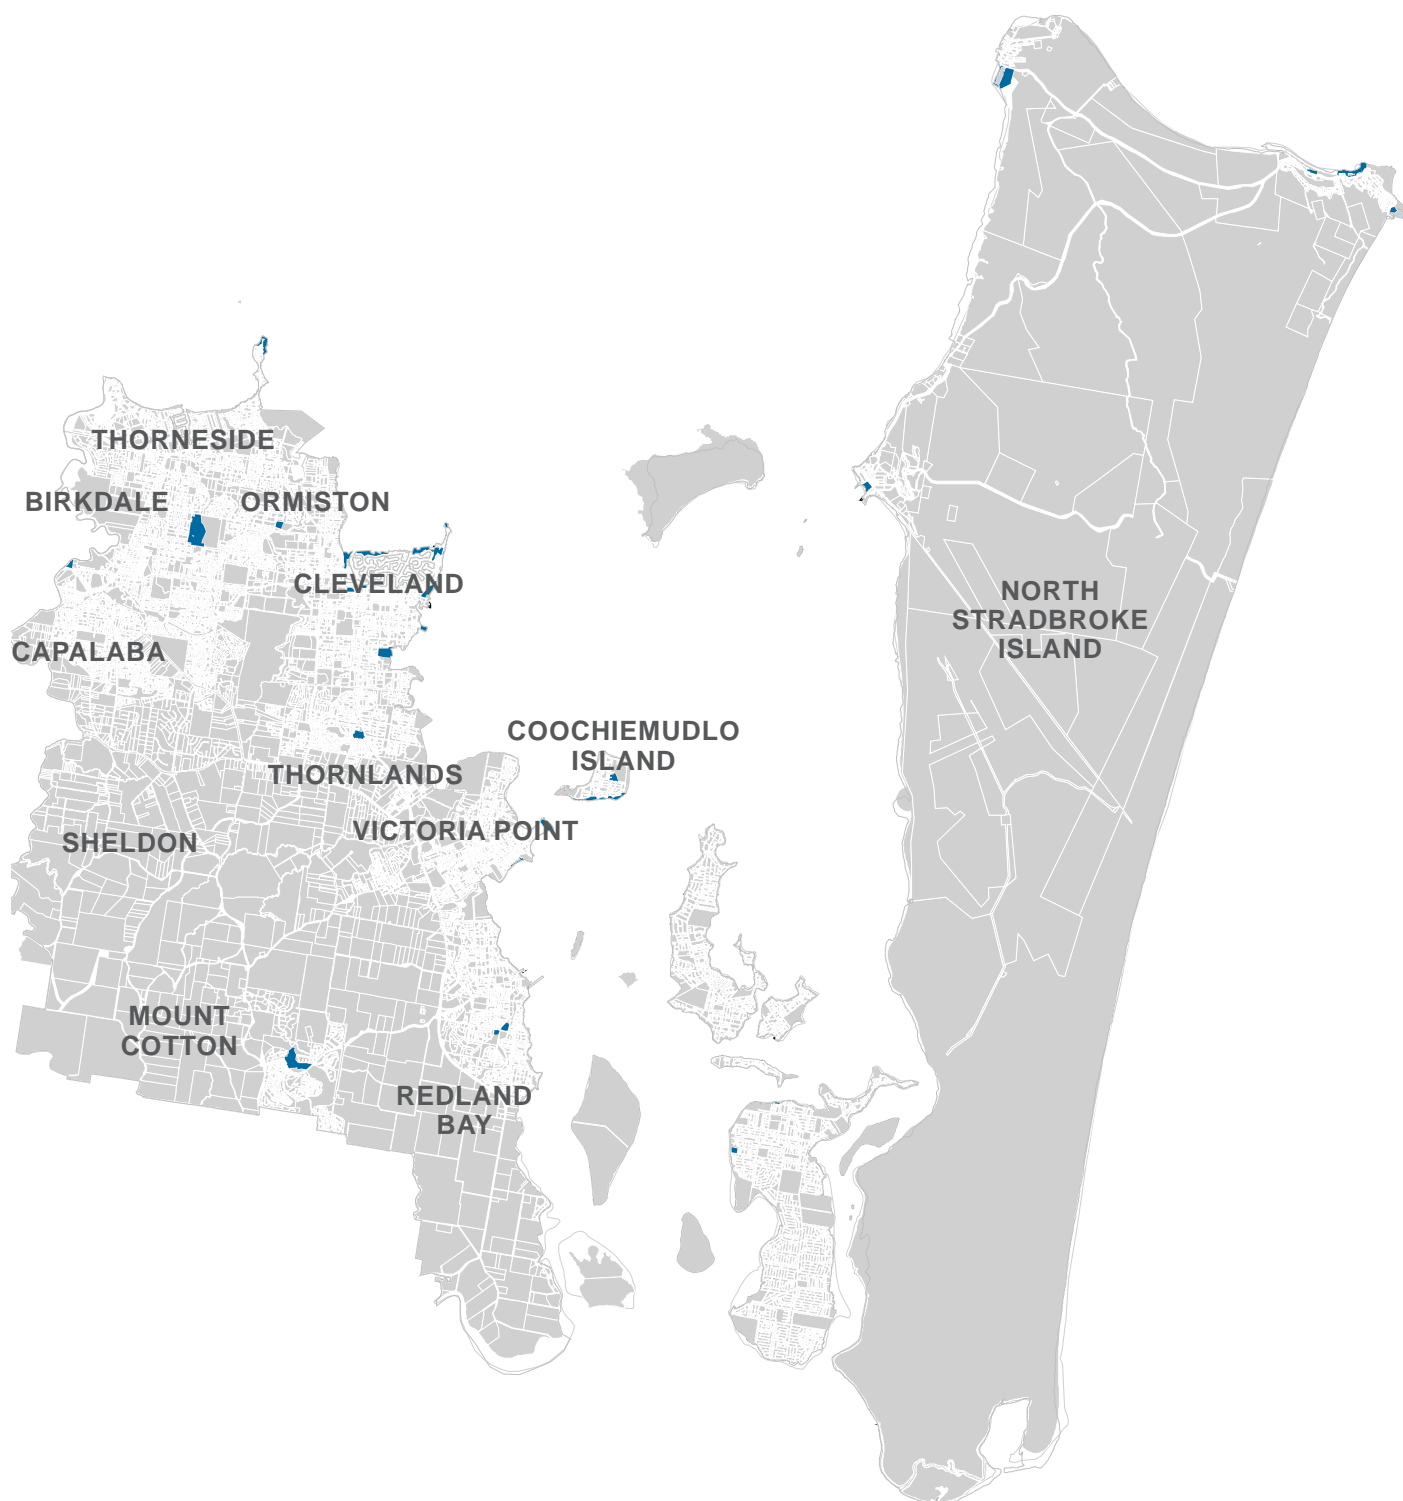 THORNESIDE
BIRKDALE
ORMISTON
CLEVELAND
CAPALABA
NORTH
STRADBROKE
ISLAND
COOCHIEMUDLO
ISLAND
THORNLANDS
VICTORIA POINT
SHELDON
MOUNT
COTTON
REDLAND
BAY